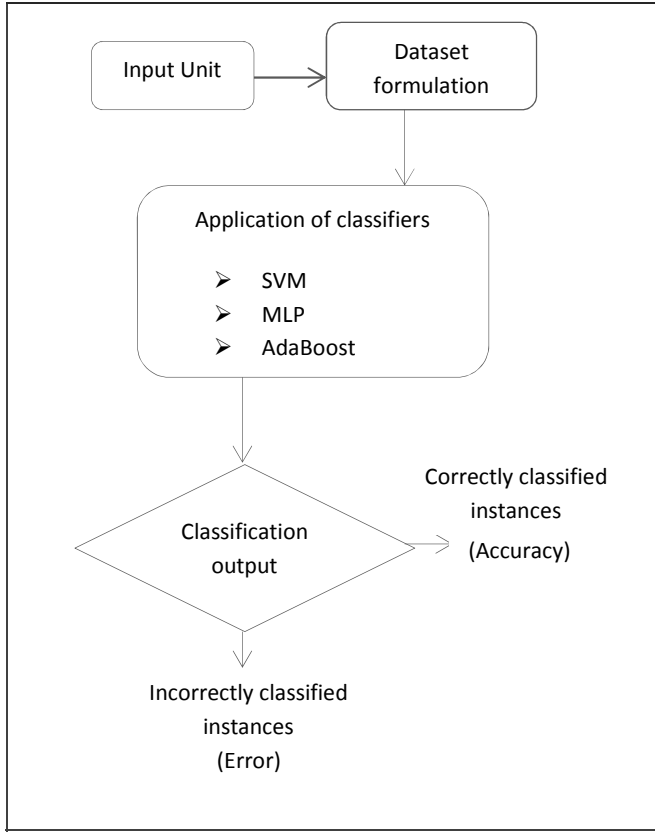 Input Unit
Dataset
formulation
Application of classifiers
➢ SVM
➢ MLP
➢ AdaBoost
Classification
output
Correctly classified
instances
(Accuracy)
Incorrectly classified
instances
(Error)